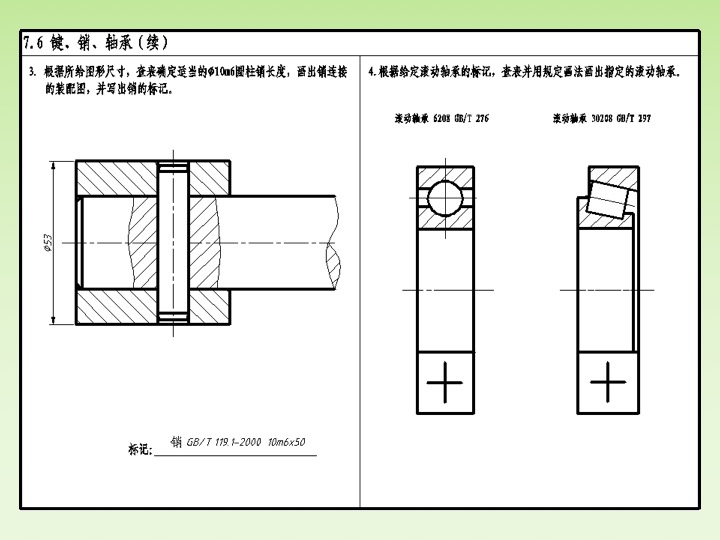 7.6 键、销、轴承（续）
3. 根据所给图形尺寸，查表确定适当的Φ10m6圆柱销长度；画出销连接
的装配图，并写出销的标记。
φ53
标记：销 GB/T 119.1-2000 10m6x50
4.根据给定滚动轴承的标记，查表并用规定画法画出指定的滚动轴承。
滚动轴承 6208 GB/T 276
滚动轴承 30208 GB/T 297